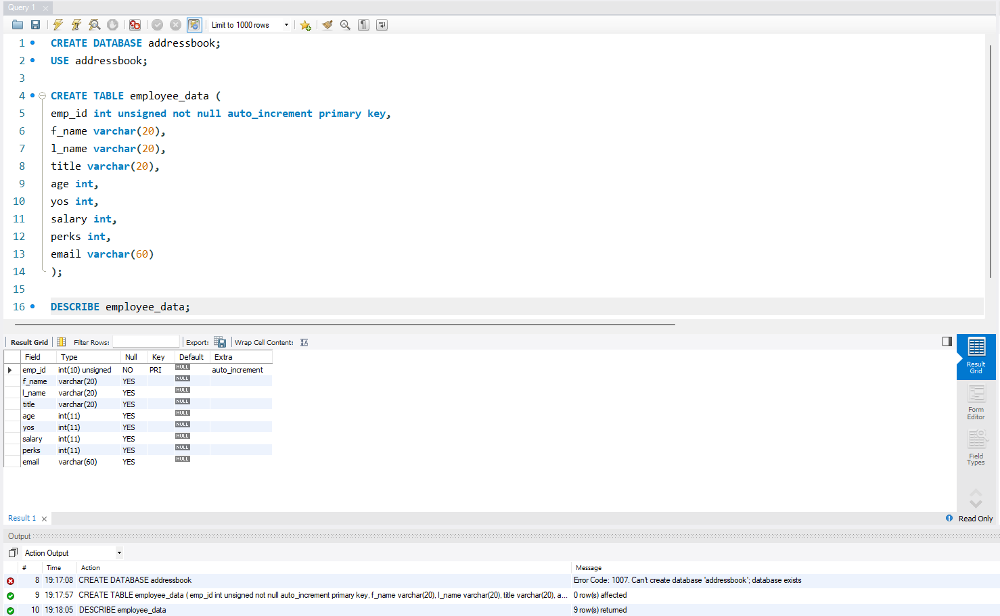 Query 1
Limit to 1000 rows
1 CREATE DATABASE addressbook;
2 USE addressbook;
3
4 CREATE TABLE employee_data (
5 emp_id int unsigned not null auto_increment primary key,
6 f_name varchar(20),
7 l_name varchar(20),
8 title varchar(20),
9 age int,
10 yos int,
11 salary int,
12 perks int,
13 email varchar(60)
14 );
15
16 DESCRIBE employee_data;
Result Grid Filter Rows: Export: Wrap Cell Content:
Field Type Null Key Default Extra
emp_id int(10) unsigned NO PRI NULL auto_increment
f_name varchar(20) YES NULL
l_name varchar(20) YES NULL
title varchar(20) YES NULL
age int(11) YES NULL
yos int(11) YES NULL
salary int(11) YES NULL
perks int(11) YES NULL
email varchar(60) YES NULL
Result
Grid
Form
Editor
Field
Types
Result 1 Read Only
Output
Action Output
# Time Action Message
8 19:17:08 CREATE DATABASE addressbook Error Code: 1007. Can't create database 'addressbook'; database exists
9 19:17:57 CREATE TABLE employee_data ( emp_id int unsigned not null auto_increment primary key, f_name varchar(20), l_name varchar(20), title varchar(20), a... 0 row(s) affected
10 19:18:05 DESCRIBE employee_data 9 row(s) returned